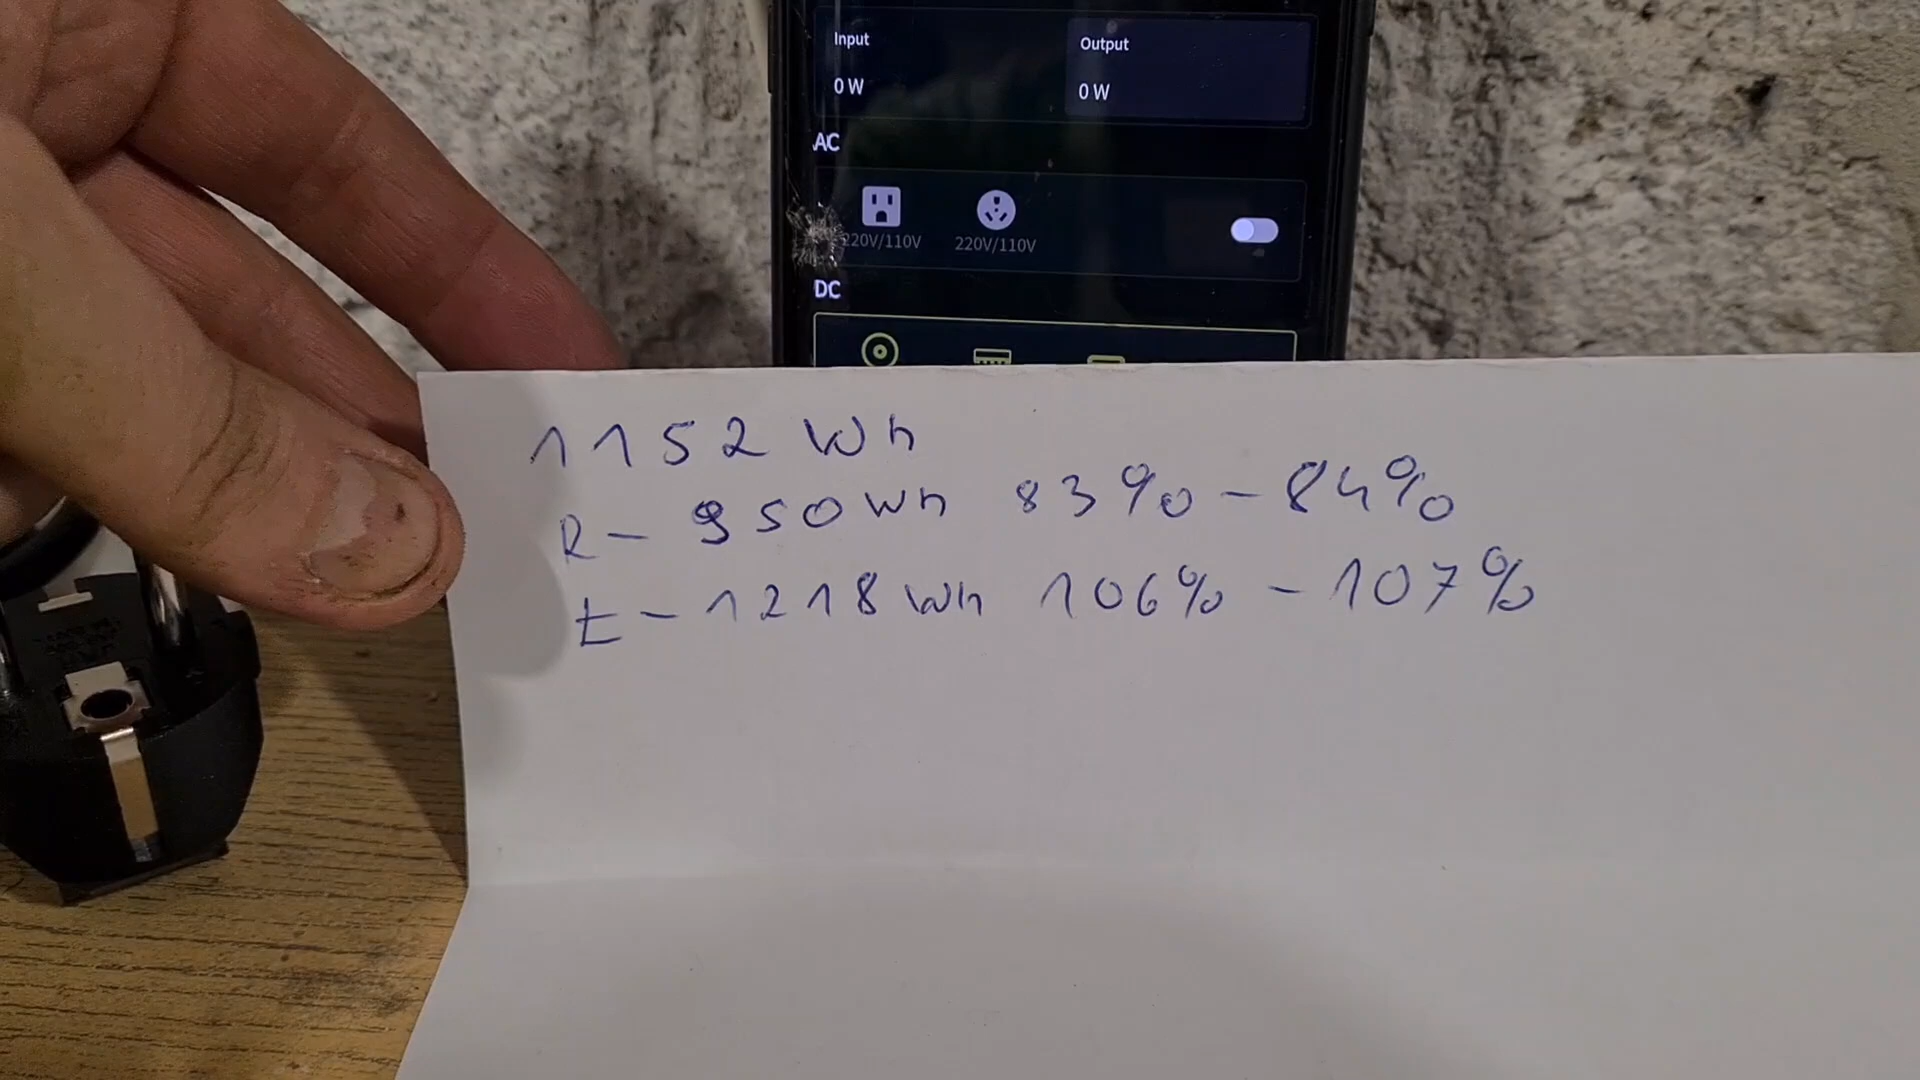 Input
Output
0 W
0 W
AC
220V/110V
220V/110V
DC
1152 Wh
R - 950 Wh 83% - 84%
Ł - 1218 Wh 106% - 107%